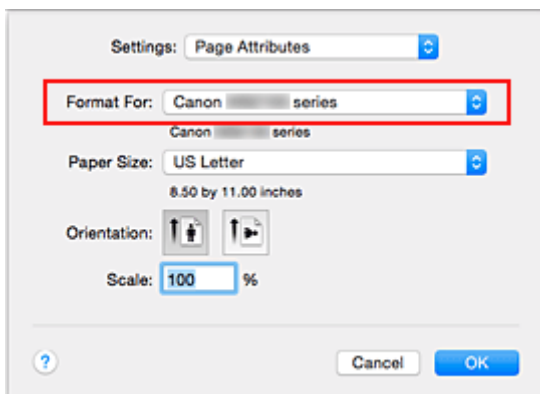 Settings: Page Attributes
Format For: Canon series
Canon series
Paper Size: US Letter
8.50 by 11.00 inches
Orientation:
Scale: 100 %
? Cancel OK